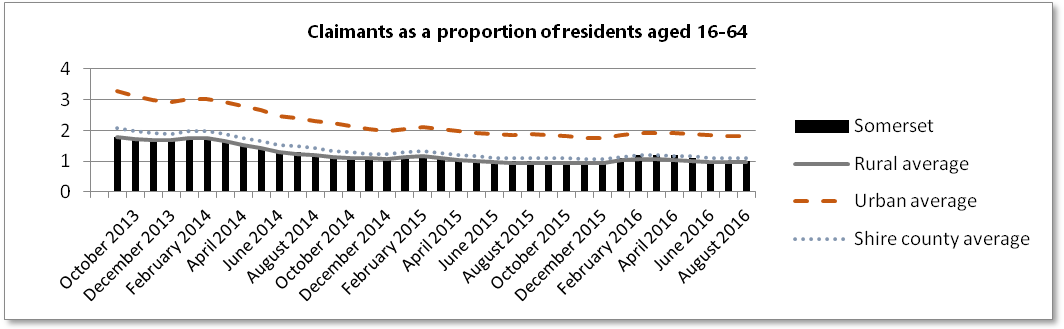 Claimants as a proportion of residents aged 16-64
4
3
2
1
0
October 2013
December 2013
February 2014
April 2014
June 2014
August 2014
October 2014
December 2014
February 2015
April 2015
June 2015
August 2015
October 2015
December 2015
February 2016
April 2016
June 2016
August 2016
Somerset
Rural average
Urban average
Shire county average